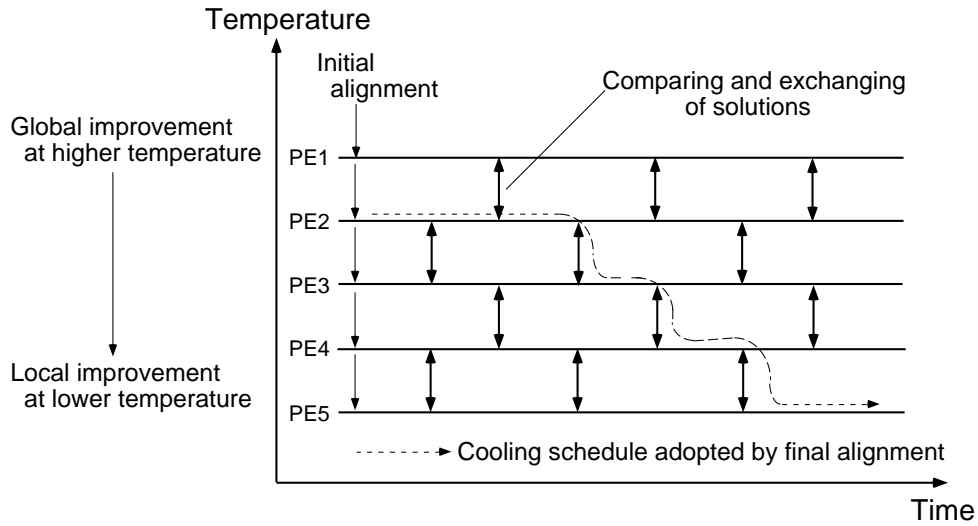 Temperature
Initial
alignment
Comparing and exchanging
of solutions
Global improvement
at higher temperature
PE1
PE2
PE3
PE4
Local improvement
at lower temperature
PE5
Cooling schedule adopted by final alignment
Time